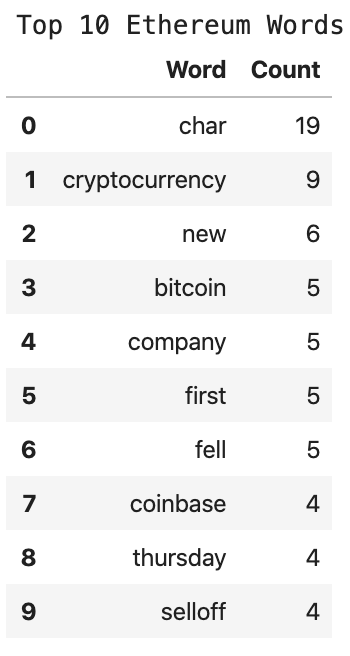 Top 10 Ethereum Words
Word Count
0 char 19
1 cryptocurrency 9
2 new 6
3 bitcoin 5
4 company 5
5 first 5
6 fell 5
7 coinbase 4
8 thursday 4
9 selloff 4